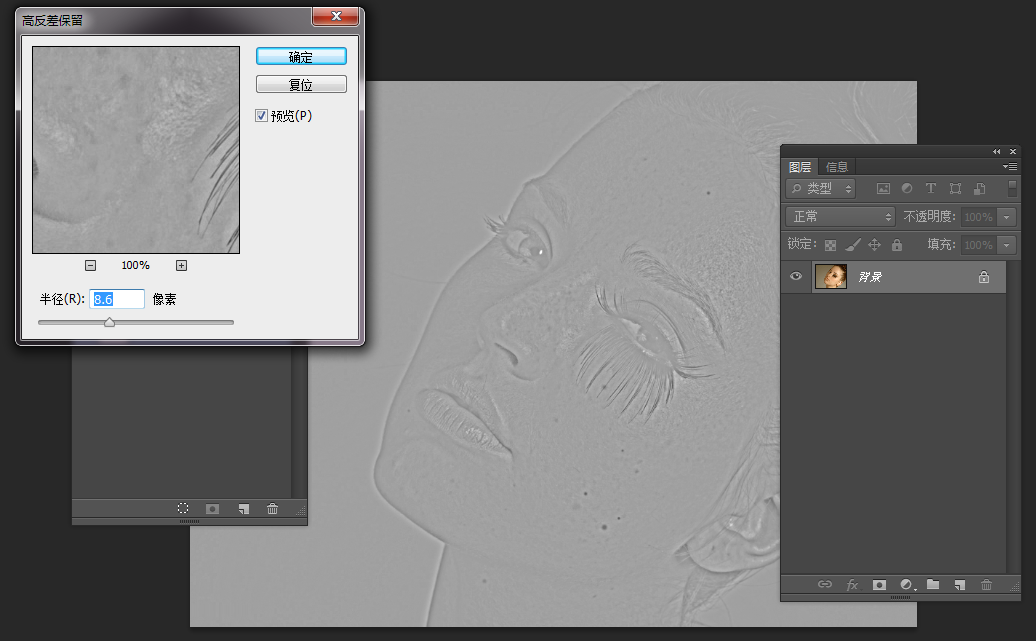 高反差保留
确定
复位
预览(P)
100%
半径(R): 8.6 像素
图层 信息
类型
正常 不透明度: 100%
锁定: 填充: 100%
背景
fx